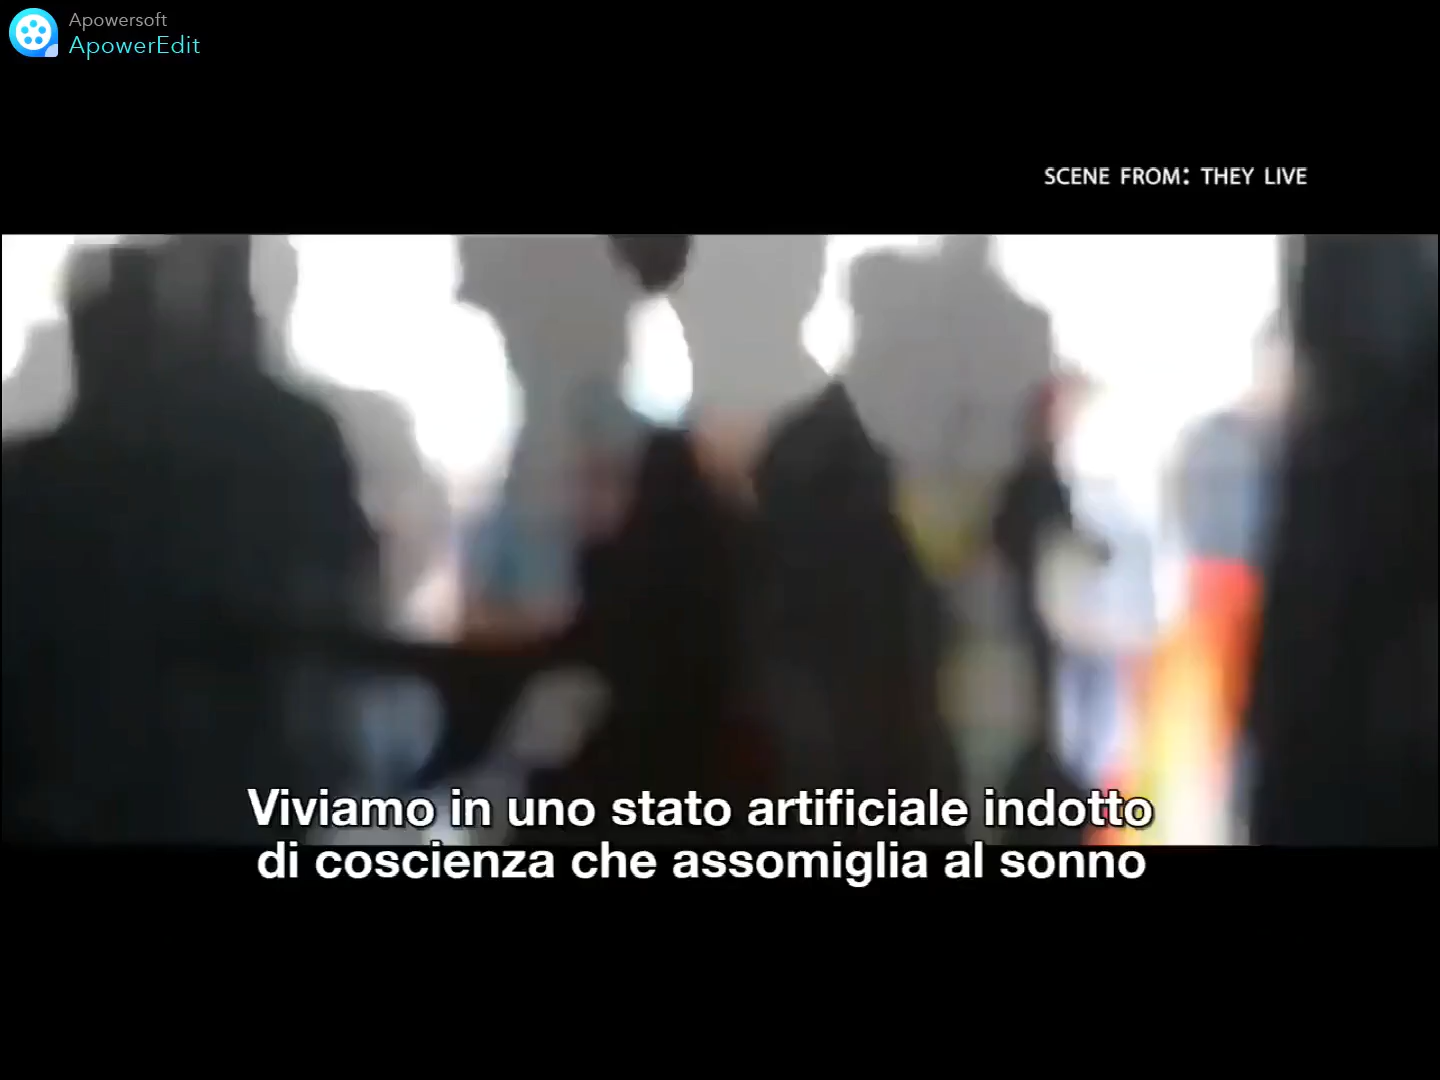 Apowersoft
ApowerEdit
SCENE FROM: THEY LIVE
Viviamo in uno stato artificiale indotto
di coscienza che assomiglia al sonno